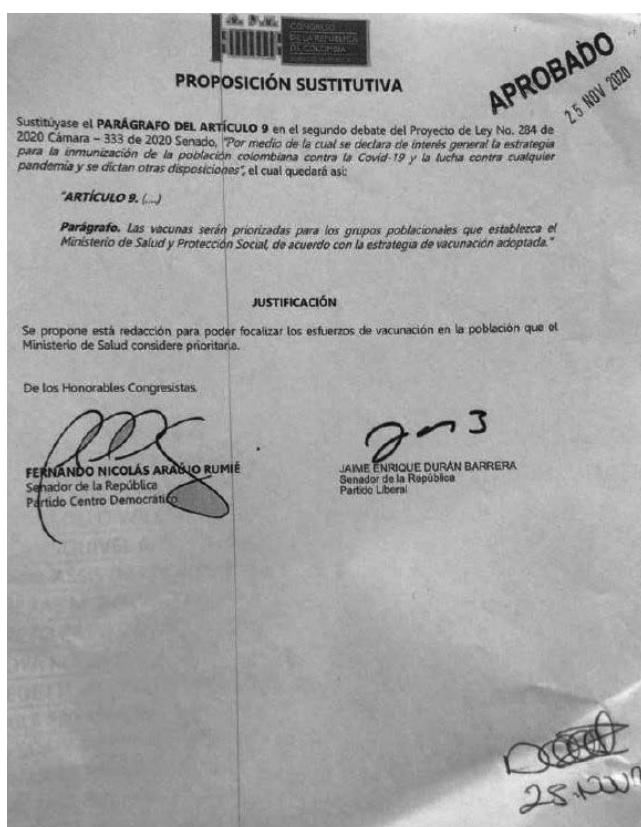 CONGRESO
DE LA REPÚBLICA
DE COLOMBIA
APROBADO
25 NOV 2020
PROPOSICIÓN SUSTITUTIVA
Sustitúyase el PARÁGRAFO DEL ARTÍCULO 9 en el segundo debate del Proyecto de Ley No. 284 de
2020 Cámara – 333 de 2020 Senado, "Por medio de la cual se declara de interés general la estrategia
para la inmunización de la población colombiana contra la Covid-19 y la lucha contra cualquier
pandemia y se dictan otras disposiciones", el cual quedará así:
"ARTÍCULO 9. (...)
Parágrafo. Las vacunas serán priorizadas para los grupos poblacionales que establezca el
Ministerio de Salud y Protección Social, de acuerdo con la estrategia de vacunación adoptada."
JUSTIFICACIÓN
Se propone está redacción para poder focalizar los esfuerzos de vacunación en la población que el
Ministerio de Salud considere prioritaria.
De los Honorables Congresistas.
FERNANDO NICOLÁS ARAÚJO RUMIÉ
Senador de la República
Partido Centro Democrático
JAIME ENRIQUE DURÁN BARRERA
Senador de la República
Partido Liberal